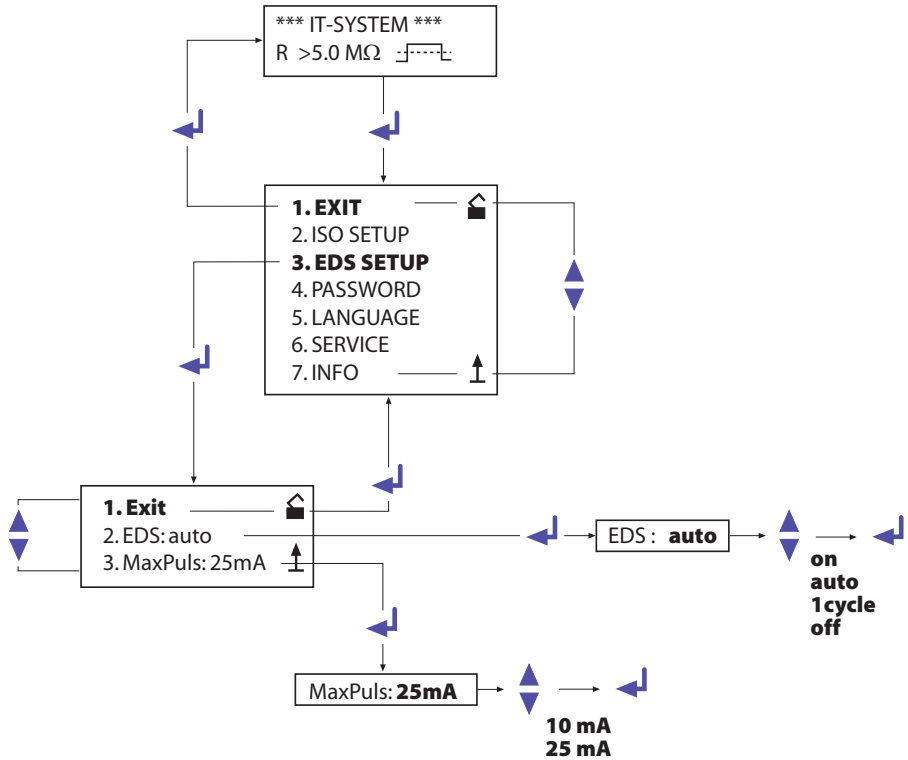 *** IT-SYSTEM ***
R >5.0 MΩ
1. EXIT
2. ISO SETUP
3. EDS SETUP
4. PASSWORD
5. LANGUAGE
6. SERVICE
7. INFO
1. Exit
2. EDS: auto
3. MaxPuls: 25mA
EDS : auto
on
auto
1cycle
off
MaxPuls: 25mA
10 mA
25 mA